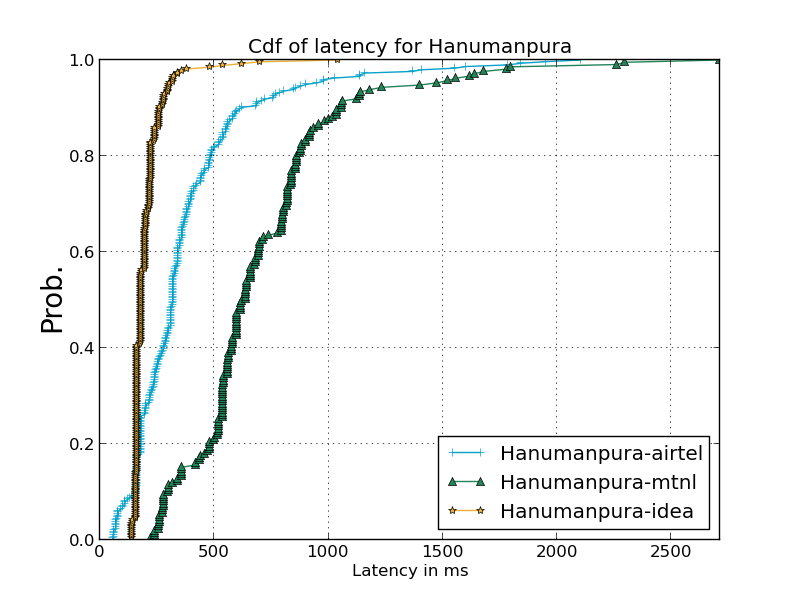 Cdf of latency for Hanumanpura
1.0
0.8
0.6
0.4
0.2
0.0
Prob.
Hanumanpura-airtel
Hanumanpura-mtnl
Hanumanpura-idea
0 500 1000 1500 2000 2500
Latency in ms